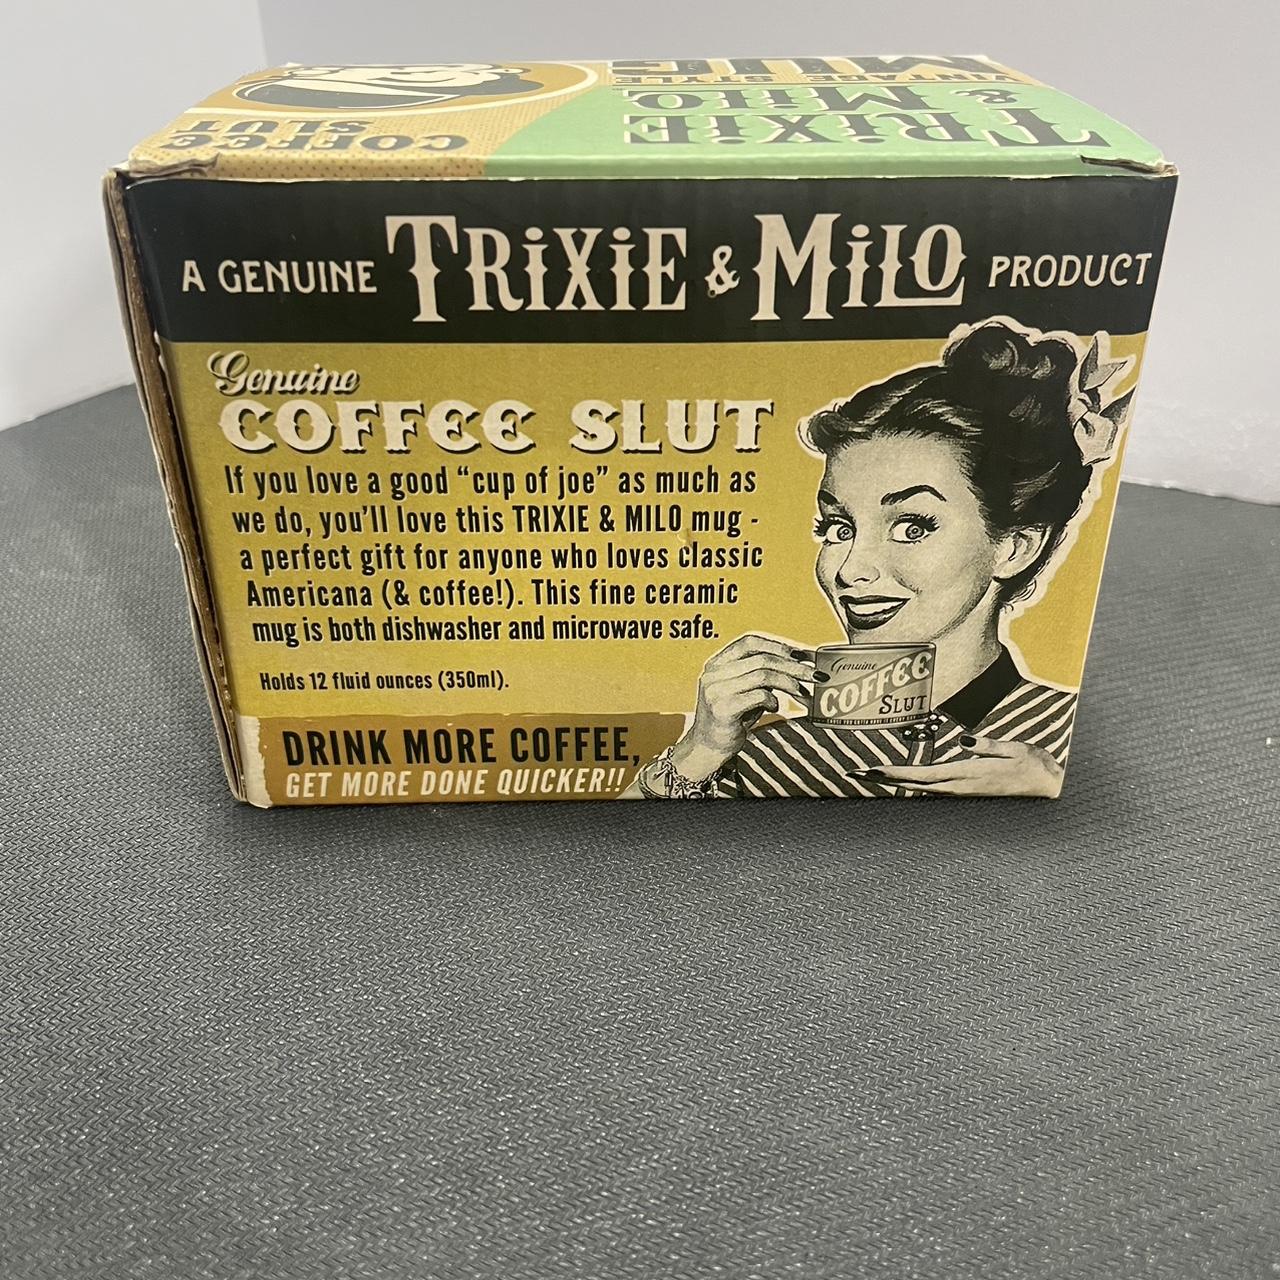 COFFEE
SLUT
TRiXiE
& MiLO
VINTAGE STYLE
MUG
A GENUINE TRiXiE & MiLO PRODUCT
Genuine
COFFEE SLUT
If you love a good “cup of joe” as much as
we do, you’ll love this TRIXIE & MILO mug -
a perfect gift for anyone who loves classic
Americana (& coffee!). This fine ceramic
mug is both dishwasher and microwave safe.
Holds 12 fluid ounces (350ml).
DRINK MORE COFFEE,
GET MORE DONE QUICKER!!
Genuine
COFFEE
SLUT